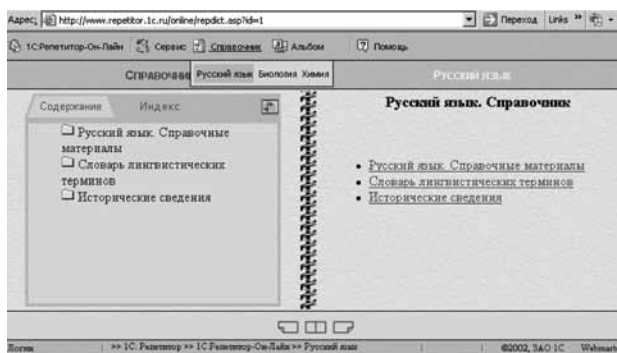 Адрес: http://www.repetitor.1c.ru/online/repdict.asp?id=1 Переход Links »
1С:Репетитор-Он-Лайн Сервис Справочник Альбом Помощь
Справочник Русский язык Биология Химия Русский язык
Содержание Индекс
Русский язык. Справочные
материалы
Словарь лингвистических
терминов
Исторические сведения
Русский язык. Справочник
Русский язык. Справочные материалы
Словарь лингвистических терминов
Исторические сведения
Логин >> 1С: Репетитор >> 1С:Репетитор-Он-Лайн >> Русский язык ©2002, ЗАО 1С